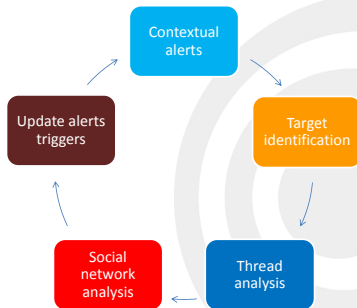 Contextual
alerts
Target
identification
Thread
analysis
Social
network
analysis
Update alerts
triggers